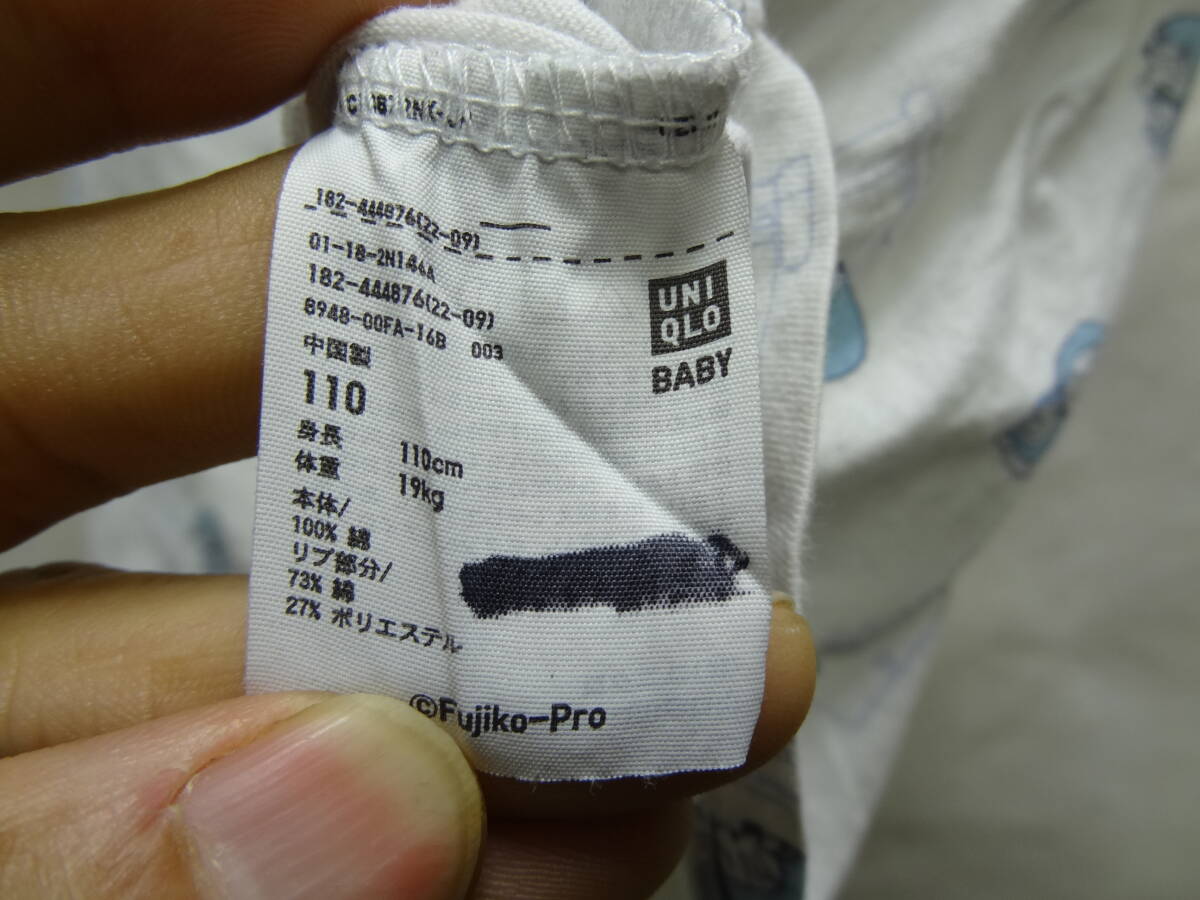 182-444876(22-09)
01-18-2N146A
182-444876(22-09)
8948-00FA-16B 003
中国製
110
身長 110cm
体重 19kg
本体/
100% 綿
リブ部分/
73% 綿
27% ポリエステル
UNI
QLO
BABY
©Fujiko-Pro